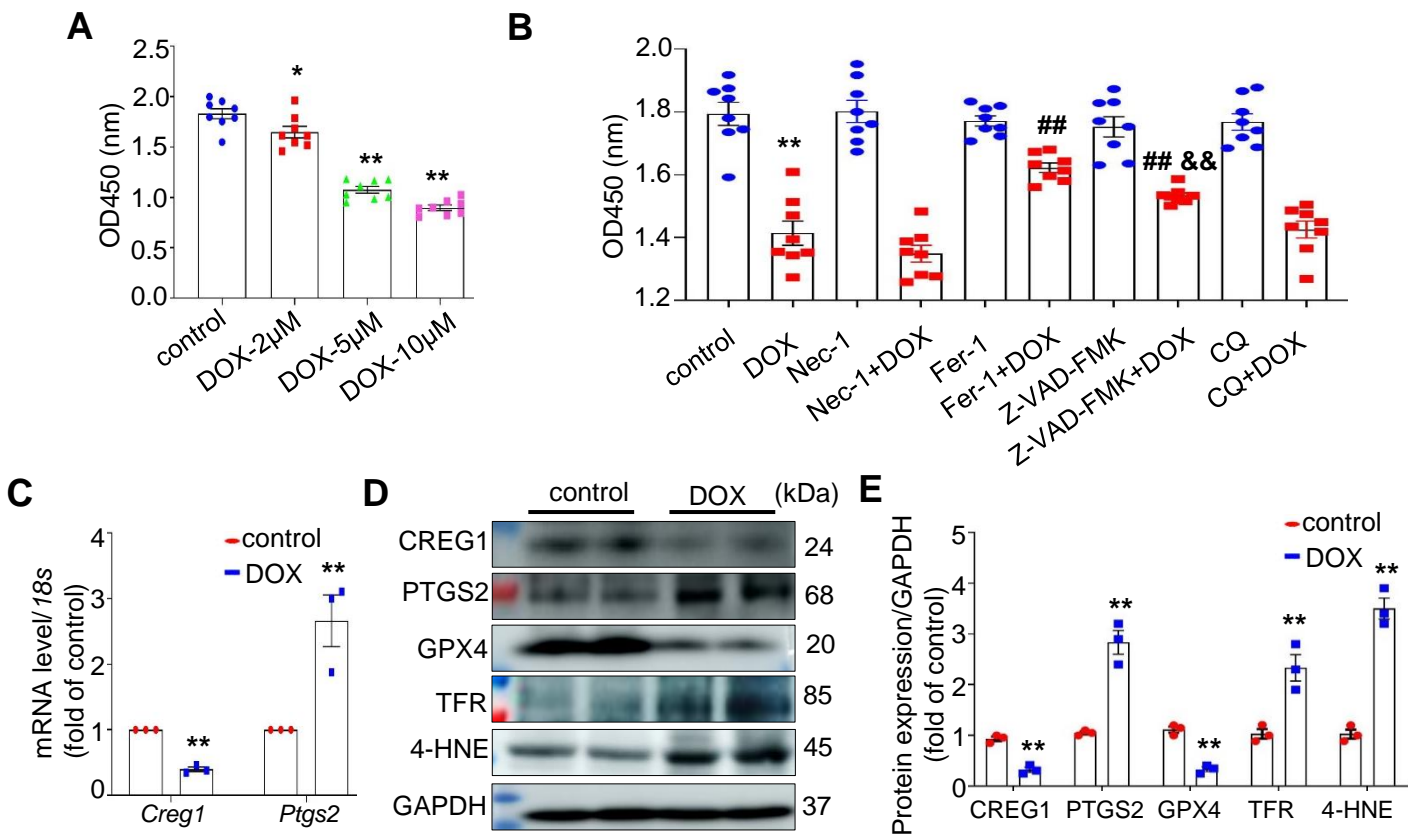 A
OD450 (nm)
2.5
2.0
1.5
1.0
0.5
0.0
*
**
**
control
DOX-2μM
DOX-5μM
DOX-10μM
B
OD450 (nm)
2.0
1.8
1.6
1.4
1.2
**
##
## &&
control
DOX
Nec-1
Nec-1+DOX
Fer-1
Fer-1+DOX
Z-VAD-FMK
Z-VAD-FMK+DOX
CQ
CQ+DOX
C
mRNA level/18s
(fold of control)
4
3
2
1
0
control
DOX
**
**
Creg1
Ptgs2
D
control
DOX
(kDa)
CREG1
24
PTGS2
68
GPX4
20
TFR
85
4-HNE
45
GAPDH
37
E
Protein expression/GAPDH
(fold of control)
5
4
3
2
1
0
control
DOX
**
**
**
**
**
CREG1
PTGS2
GPX4
TFR
4-HNE